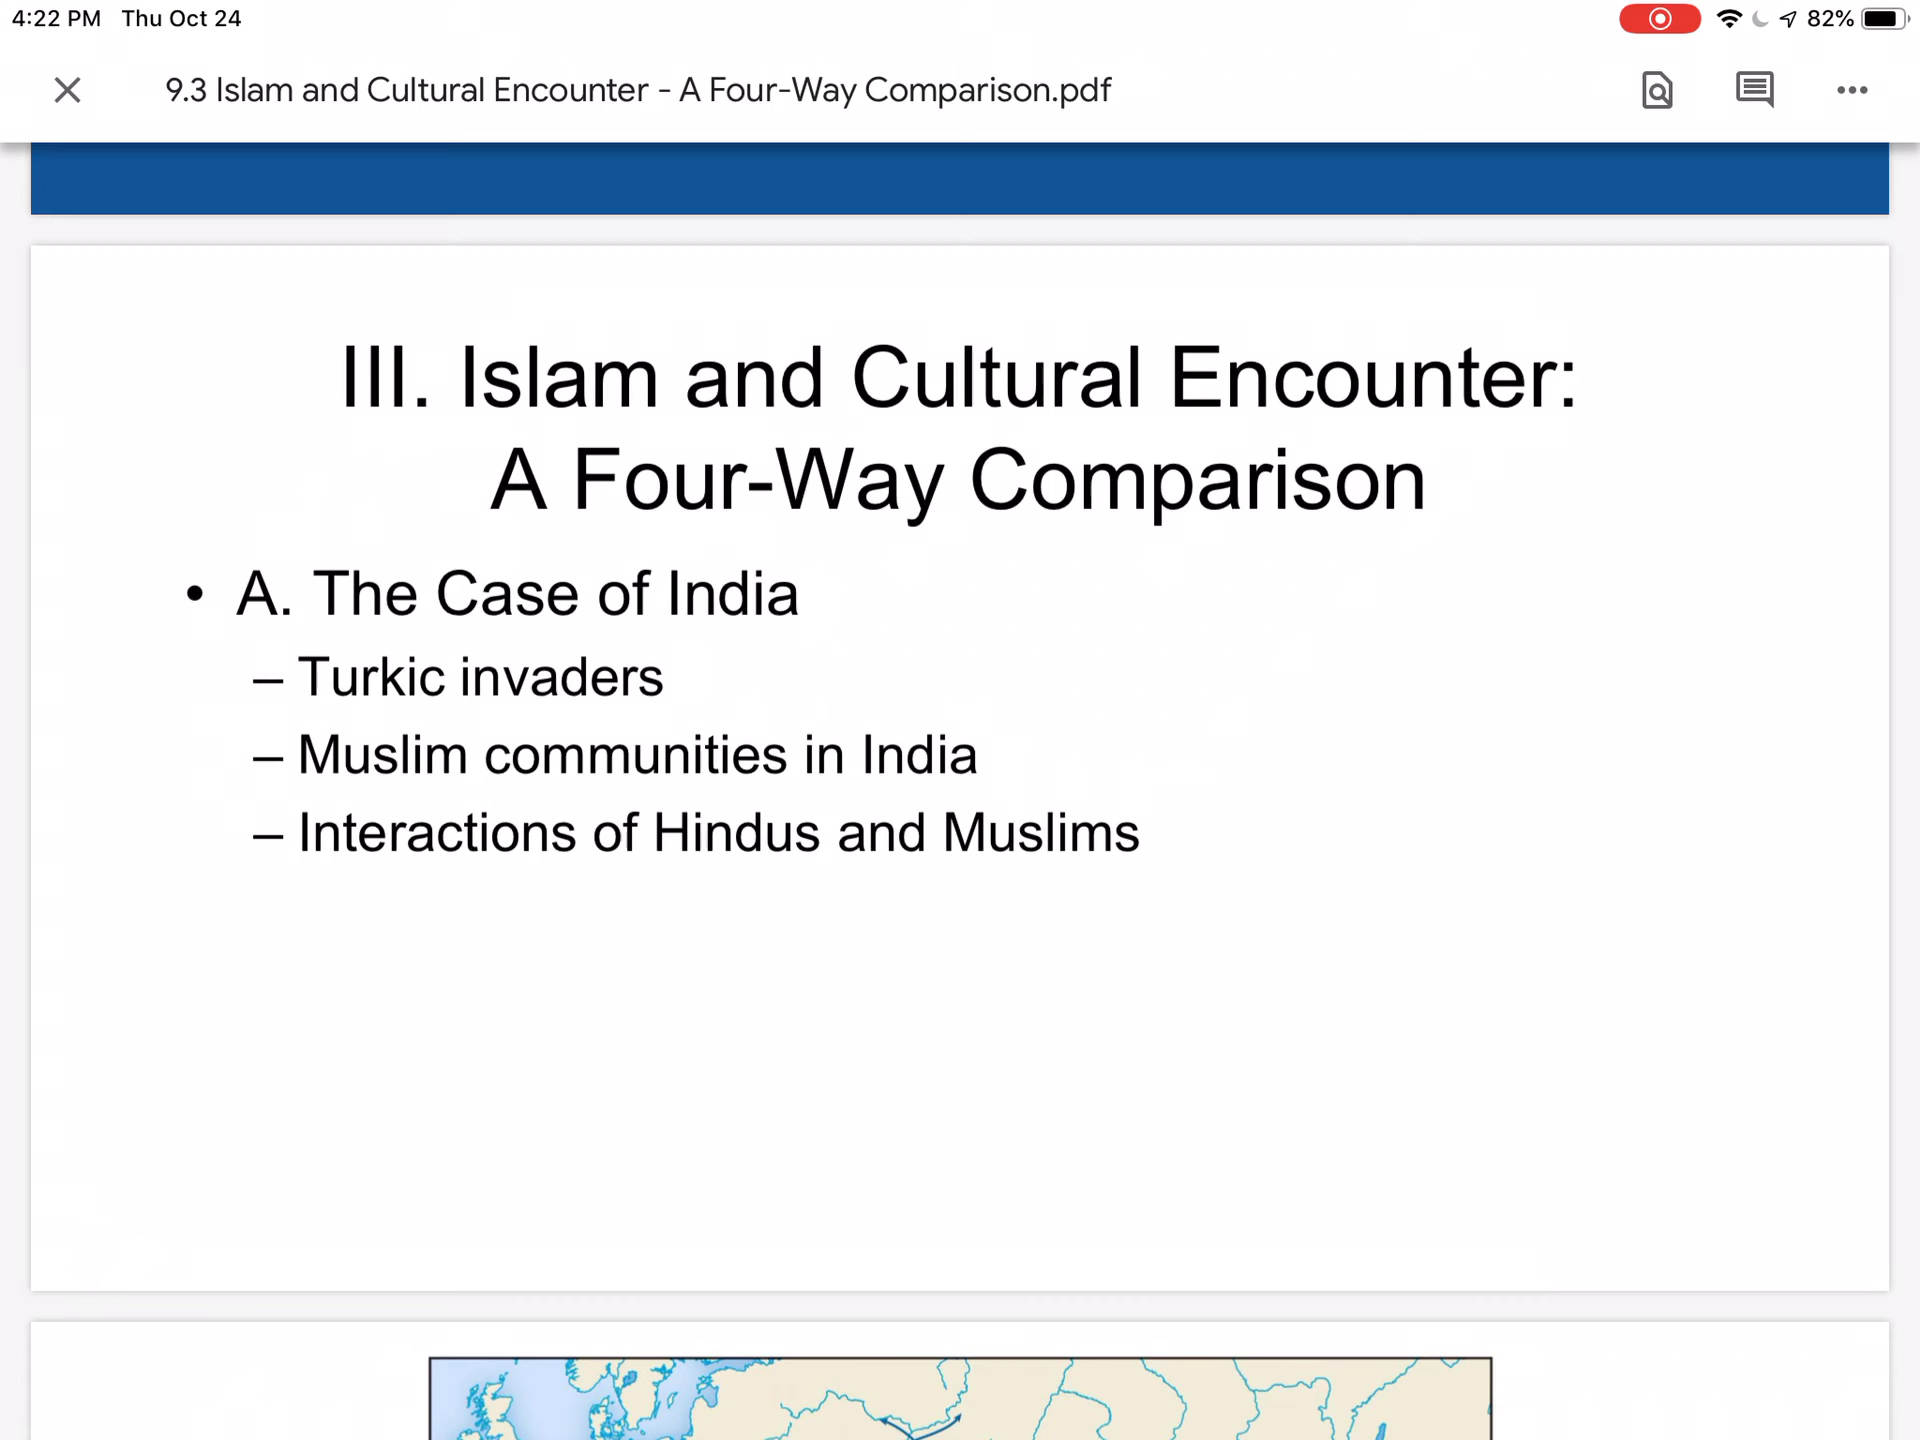 4:22 PM Thu Oct 24
82%
9.3 Islam and Cultural Encounter - A Four-Way Comparison.pdf
III. Islam and Cultural Encounter:
A Four-Way Comparison
• A. The Case of India
– Turkic invaders
– Muslim communities in India
– Interactions of Hindus and Muslims